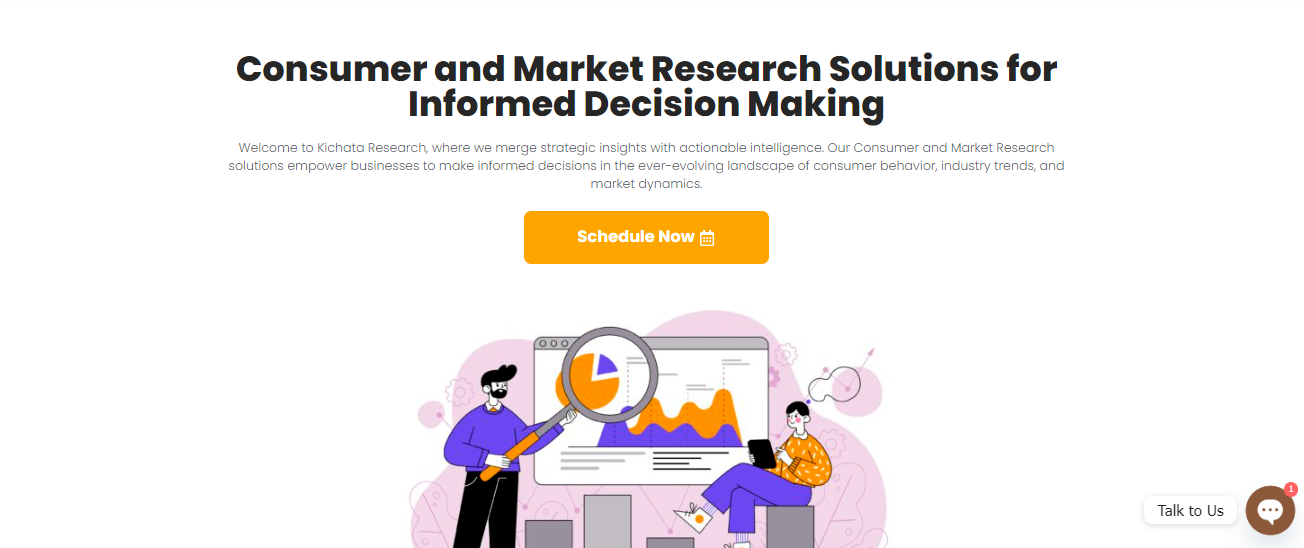 Consumer and Market Research Solutions for
Informed Decision Making
Welcome to Kichata Research, where we merge strategic insights with actionable intelligence. Our Consumer and Market Research
solutions empower businesses to make informed decisions in the ever-evolving landscape of consumer behavior, industry trends, and
market dynamics.
Schedule Now
Talk to Us
1